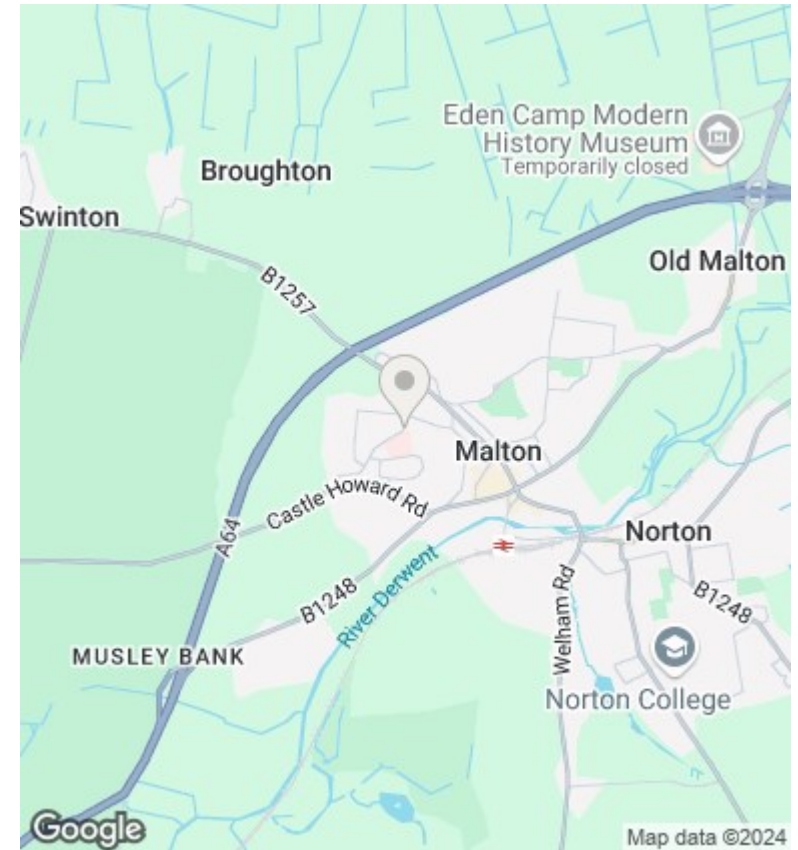 Eden Camp Modern
History Museum
Temporarily closed
Broughton
Swinton
Old Malton
B1257
Malton
Castle Howard Rd
A64
Norton
River Derwent
B1248
Welham Rd
B1248
MUSLEY BANK
Norton College
Google
Map data ©2024